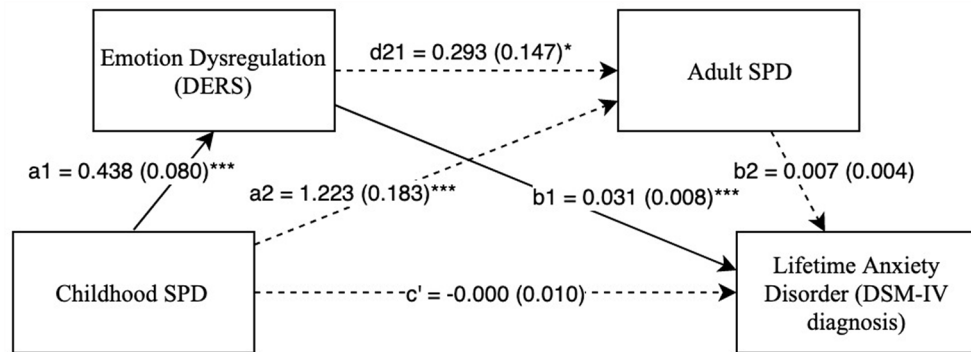 Emotion Dysregulation
(DERS)
d21 = 0.293 (0.147)*
Adult SPD
a1 = 0.438 (0.080)***
a2 = 1.223 (0.183)***
b1 = 0.031 (0.008)***
b2 = 0.007 (0.004)
Childhood SPD
c' = -0.000 (0.010)
Lifetime Anxiety
Disorder (DSM-IV
diagnosis)